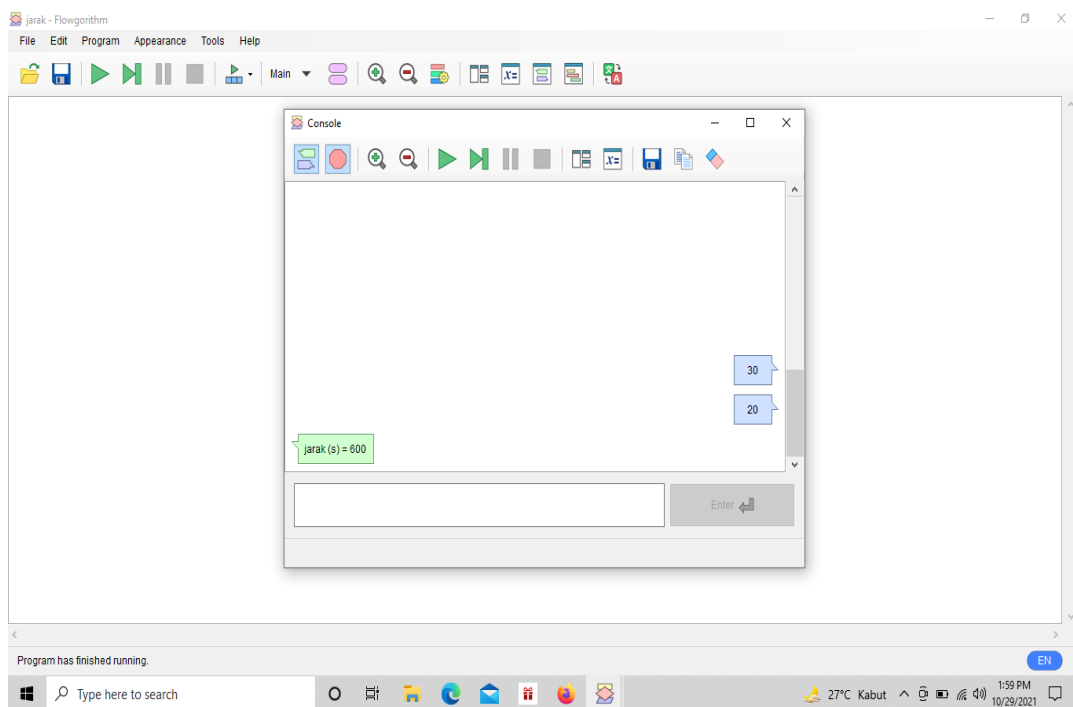 jarak - Flowgorithm
File Edit Program Appearance Tools Help
Main
Console
30
20
jarak (s) = 600
Enter
Program has finished running.
EN
Type here to search
27°C Kabut
1:59 PM
10/29/2021